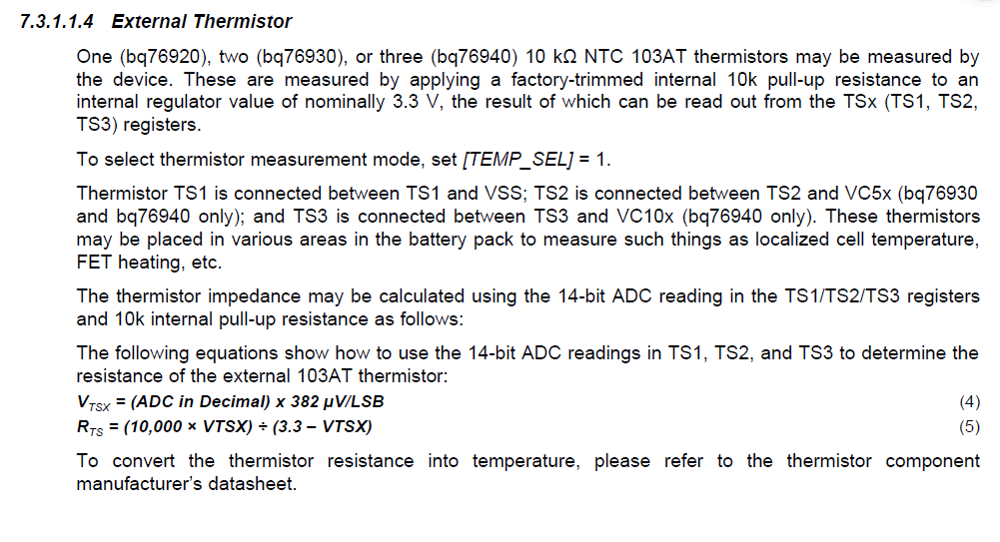 7.3.1.1.4 External Thermistor
One (bq76920), two (bq76930), or three (bq76940) 10 kΩ NTC 103AT thermistors may be measured by
the device. These are measured by applying a factory-trimmed internal 10k pull-up resistance to an
internal regulator value of nominally 3.3 V, the result of which can be read out from the TSx (TS1, TS2,
TS3) registers.
To select thermistor measurement mode, set [TEMP_SEL] = 1.
Thermistor TS1 is connected between TS1 and VSS; TS2 is connected between TS2 and VC5x (bq76930
and bq76940 only); and TS3 is connected between TS3 and VC10x (bq76940 only). These thermistors
may be placed in various areas in the battery pack to measure such things as localized cell temperature,
FET heating, etc.
The thermistor impedance may be calculated using the 14-bit ADC reading in the TS1/TS2/TS3 registers
and 10k internal pull-up resistance as follows:
The following equations show how to use the 14-bit ADC readings in TS1, TS2, and TS3 to determine the
resistance of the external 103AT thermistor:
VTSX = (ADC in Decimal) x 382 µV/LSB (4)
RTS = (10,000 × VTSX) ÷ (3.3 – VTSX) (5)
To convert the thermistor resistance into temperature, please refer to the thermistor component
manufacturer's datasheet.